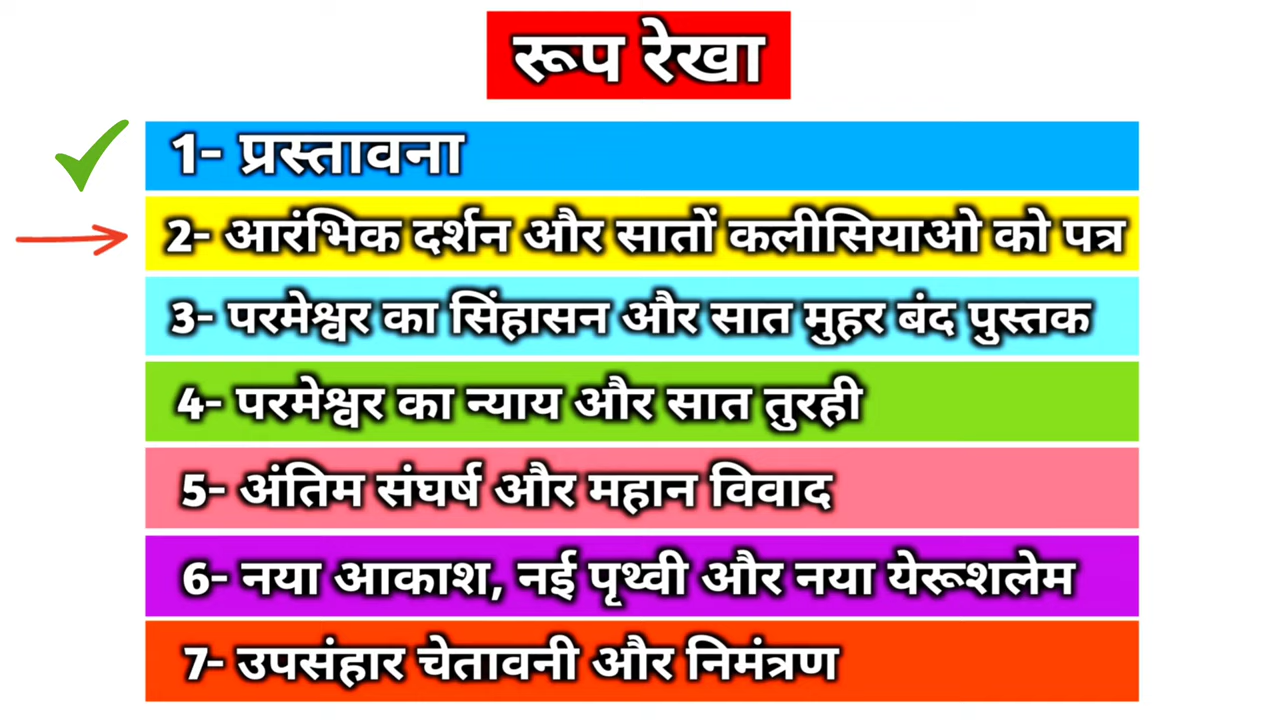 रूप रेखा
1- प्रस्तावना
2- आरंभिक दर्शन और सातों कलीसियाओ को पत्र
3- परमेश्वर का सिंहासन और सात मुहर बंद पुस्तक
4- परमेश्वर का न्याय और सात तुरही
5- अंतिम संघर्ष और महान विवाद
6- नया आकाश, नई पृथ्वी और नया येरूशलेम
7- उपसंहार चेतावनी और निमंत्रण